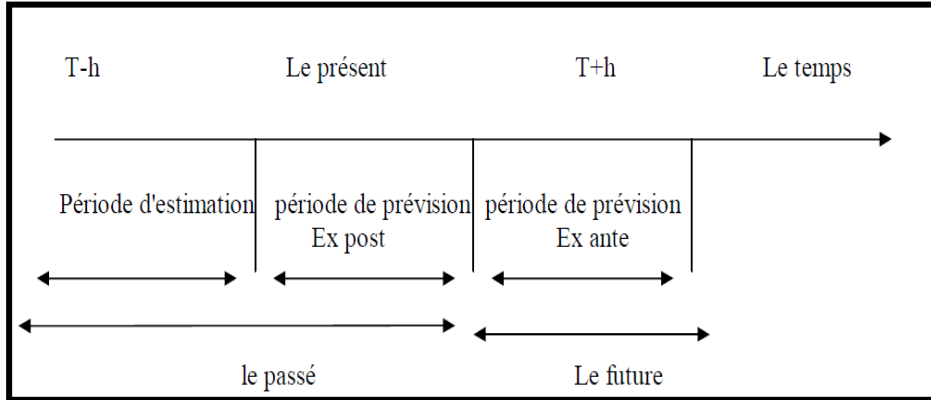 T-h
Le présent
T+h
Le temps
Période d'estimation
période de prévision
Ex post
période de prévision
Ex ante
le passé
Le future